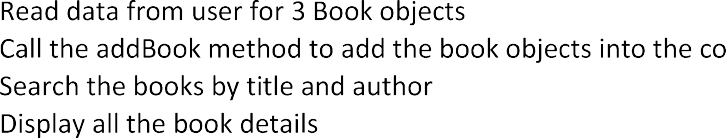 Read data from user for 3 Book objects
Call the addBook method to add the book objects into the co
Search the books by title and author
Display all the book details